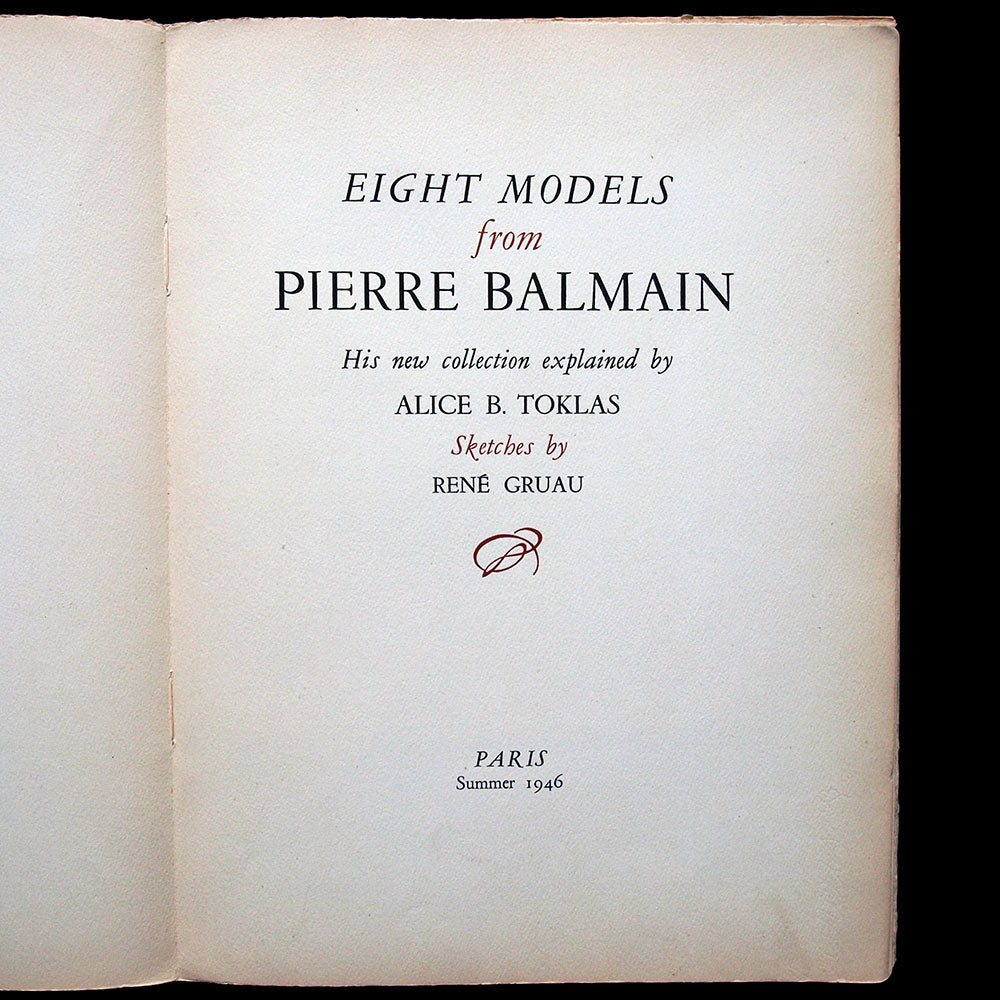 EIGHT MODELS
from
PIERRE BALMAIN
His new collection explained by
ALICE B. TOKLAS
Sketches by
RENÉ GRUAU
PARIS
Summer 1946